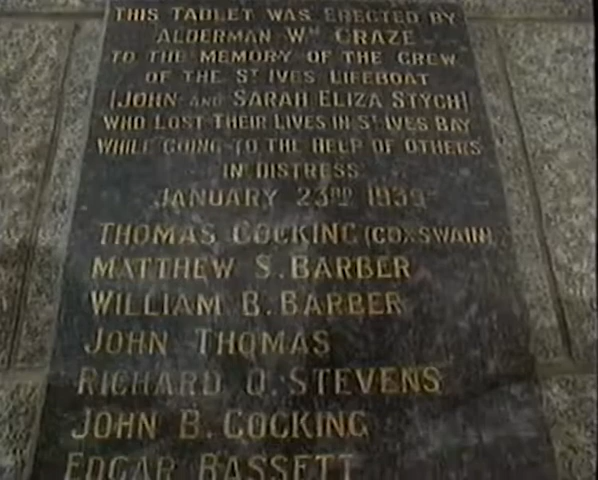 THIS TABLET WAS ERECTED BY
ALDERMAN WM CRAZE
TO THE MEMORY OF THE CREW
OF THE ST IVES LIFEBOAT
(JOHN AND SARAH ELIZA STYCH)
WHO LOST THEIR LIVES IN ST IVES BAY
WHILE GOING TO THE HELP OF OTHERS
IN DISTRESS
JANUARY 23RD 1939
THOMAS COCKING (COXSWAIN)
MATTHEW S. BARBER
WILLIAM B. BARBER
JOHN THOMAS
RICHARD Q. STEVENS
JOHN B. COCKING
EDGAR BASSETT